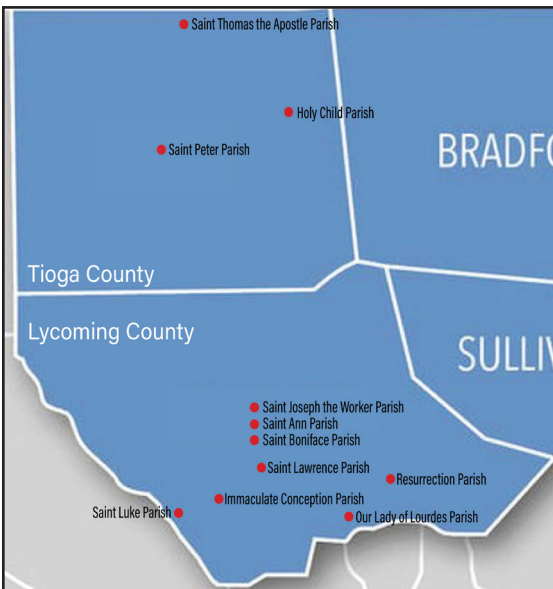 Saint Thomas the Apostle Parish
Holy Child Parish
BRADFO
Saint Peter Parish
Tioga County
Lycoming County
SULLIV
Saint Joseph the Worker Parish
Saint Ann Parish
Saint Boniface Parish
Saint Lawrence Parish
Resurrection Parish
Immaculate Conception Parish
Saint Luke Parish
Our Lady of Lourdes Parish